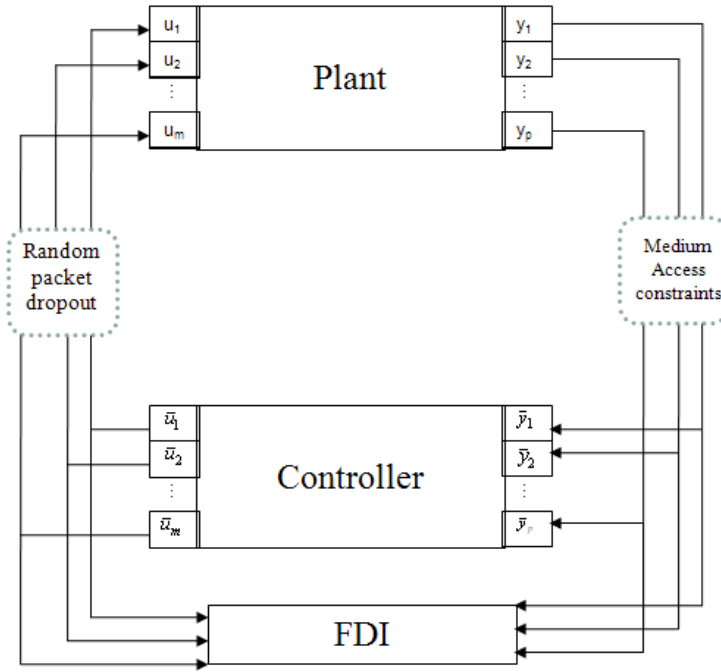 u₁
y₁
u₂
Plant
y₂
⋮
⋮
uₘ
yₚ
Random
packet
dropout
Medium
Access
constraints
ū₁
ȳ₁
ū₂
Controller
ȳ₂
⋮
⋮
ūₘ
FDI